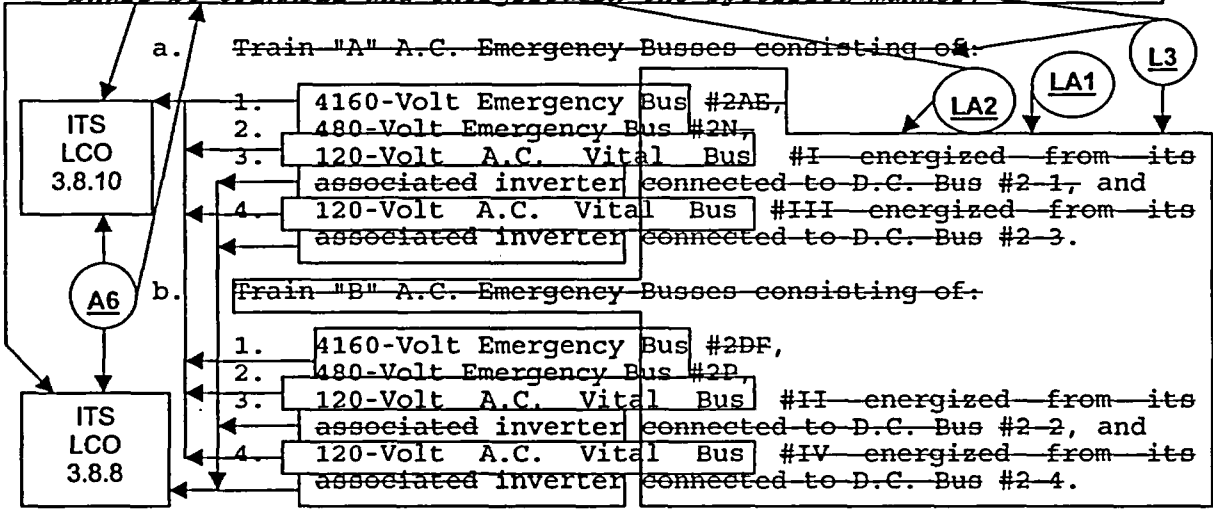 a. Train "A" A.C. Emergency Busses consisting of:
L3
LA1
LA2
1. 4160-Volt Emergency Bus #2AE,
ITS
LCO
3.8.10
2. 480-Volt Emergency Bus #2N,
3. 120-Volt A.C. Vital Bus #I energized from its
associated inverter connected to D.C. Bus #2-1, and
4. 120-Volt A.C. Vital Bus #III energized from its
associated inverter connected to D.C. Bus #2-3.
A6
b. Train "B" A.C. Emergency Busses consisting of:
1. 4160-Volt Emergency Bus #2DF,
2. 480-Volt Emergency Bus #2P,
3. 120-Volt A.C. Vital Bus #II energized from its
associated inverter connected to D.C. Bus #2-2, and
ITS
LCO
3.8.8
4. 120-Volt A.C. Vital Bus #IV energized from its
associated inverter connected to D.C. Bus #2-4.